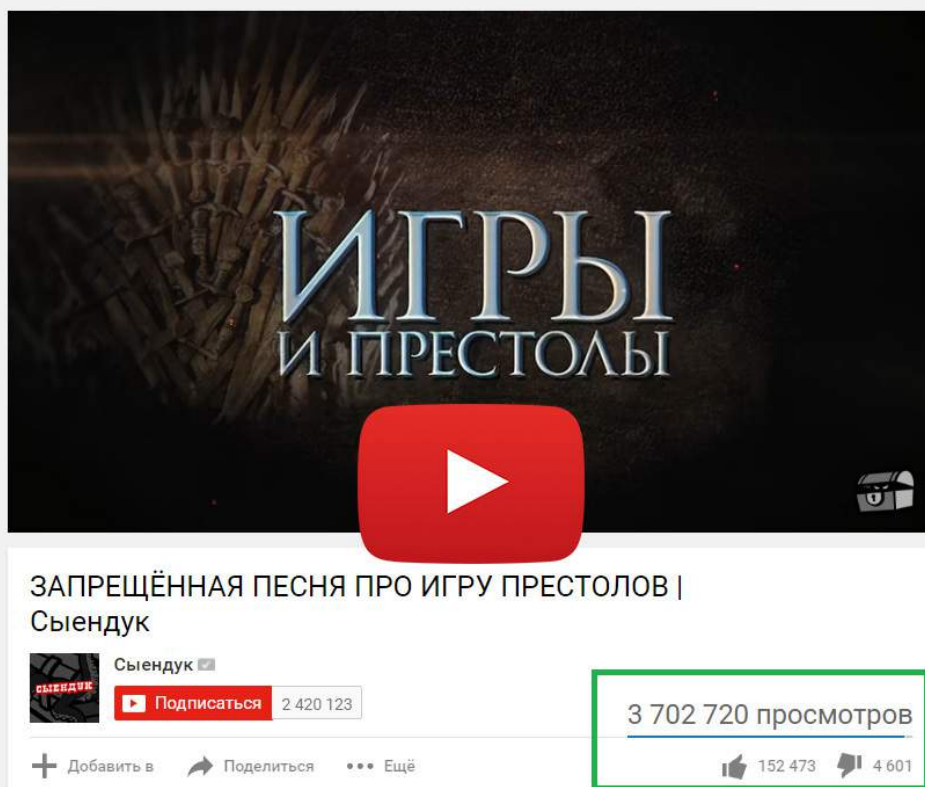 ИГРЫ
И ПРЕСТОЛЫ
ЗАПРЕЩЁННАЯ ПЕСНЯ ПРО ИГРУ ПРЕСТОЛОВ |
Сыендук
Сыендук
СЫЕНДУК
Подписаться 2 420 123
3 702 720 просмотров
Добавить в Поделиться Ещё 152 473 4 601